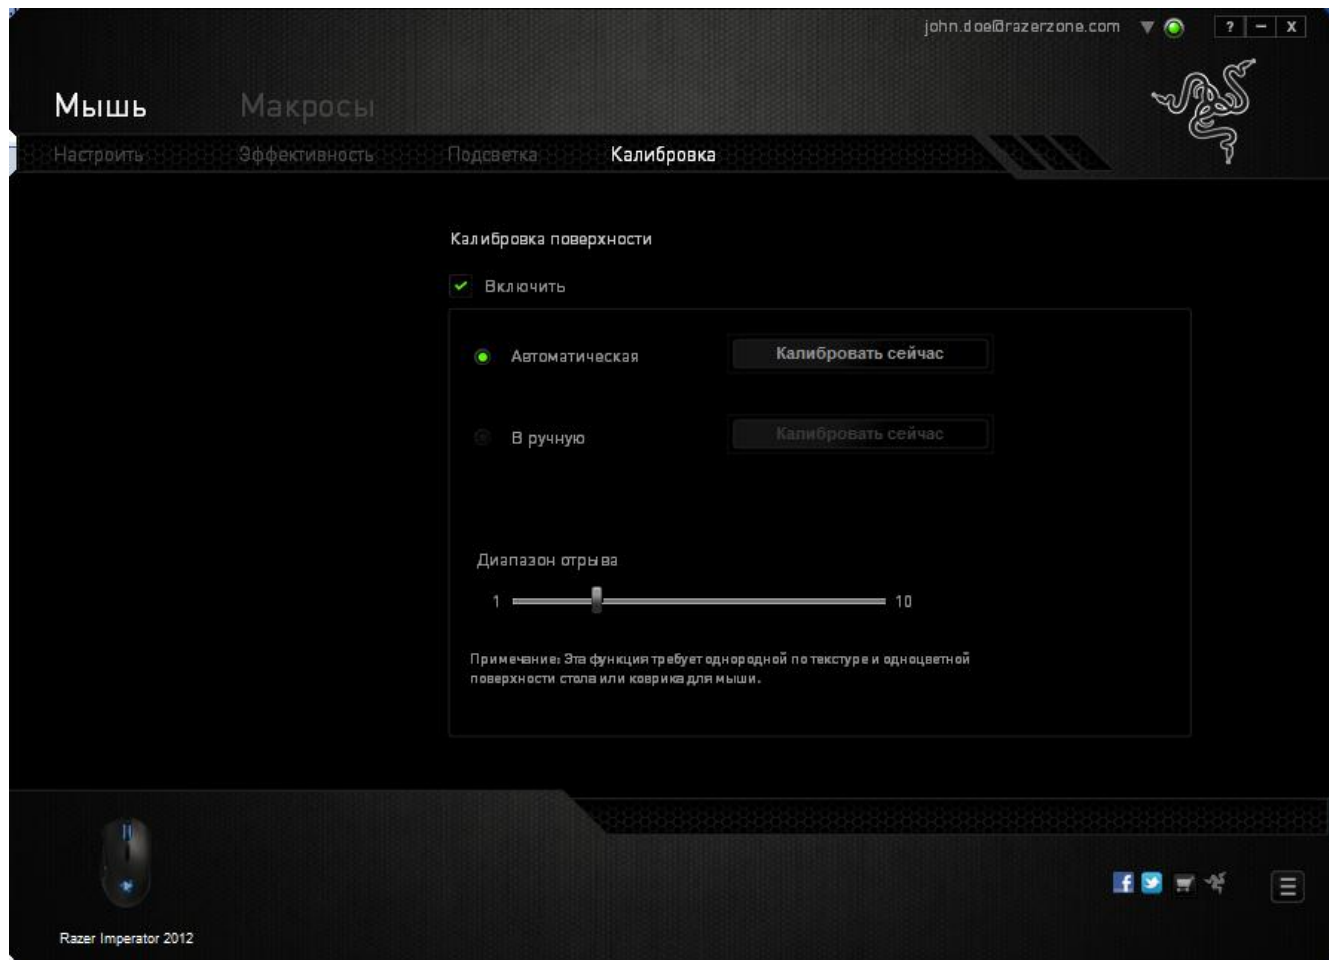 john.doe@razerzone.com
? – X
Мышь Макросы
Настроить Эффективность Подсветка Калибровка
Калибровка поверхности
Включить
Автоматическая Калибровать сейчас
В ручную Калибровать сейчас
Диапазон отрыва
1 10
Примечание: Эта функция требует однородной по текстуре и одноцветной
поверхности стола или коврика для мыши.
Razer Imperator 2012